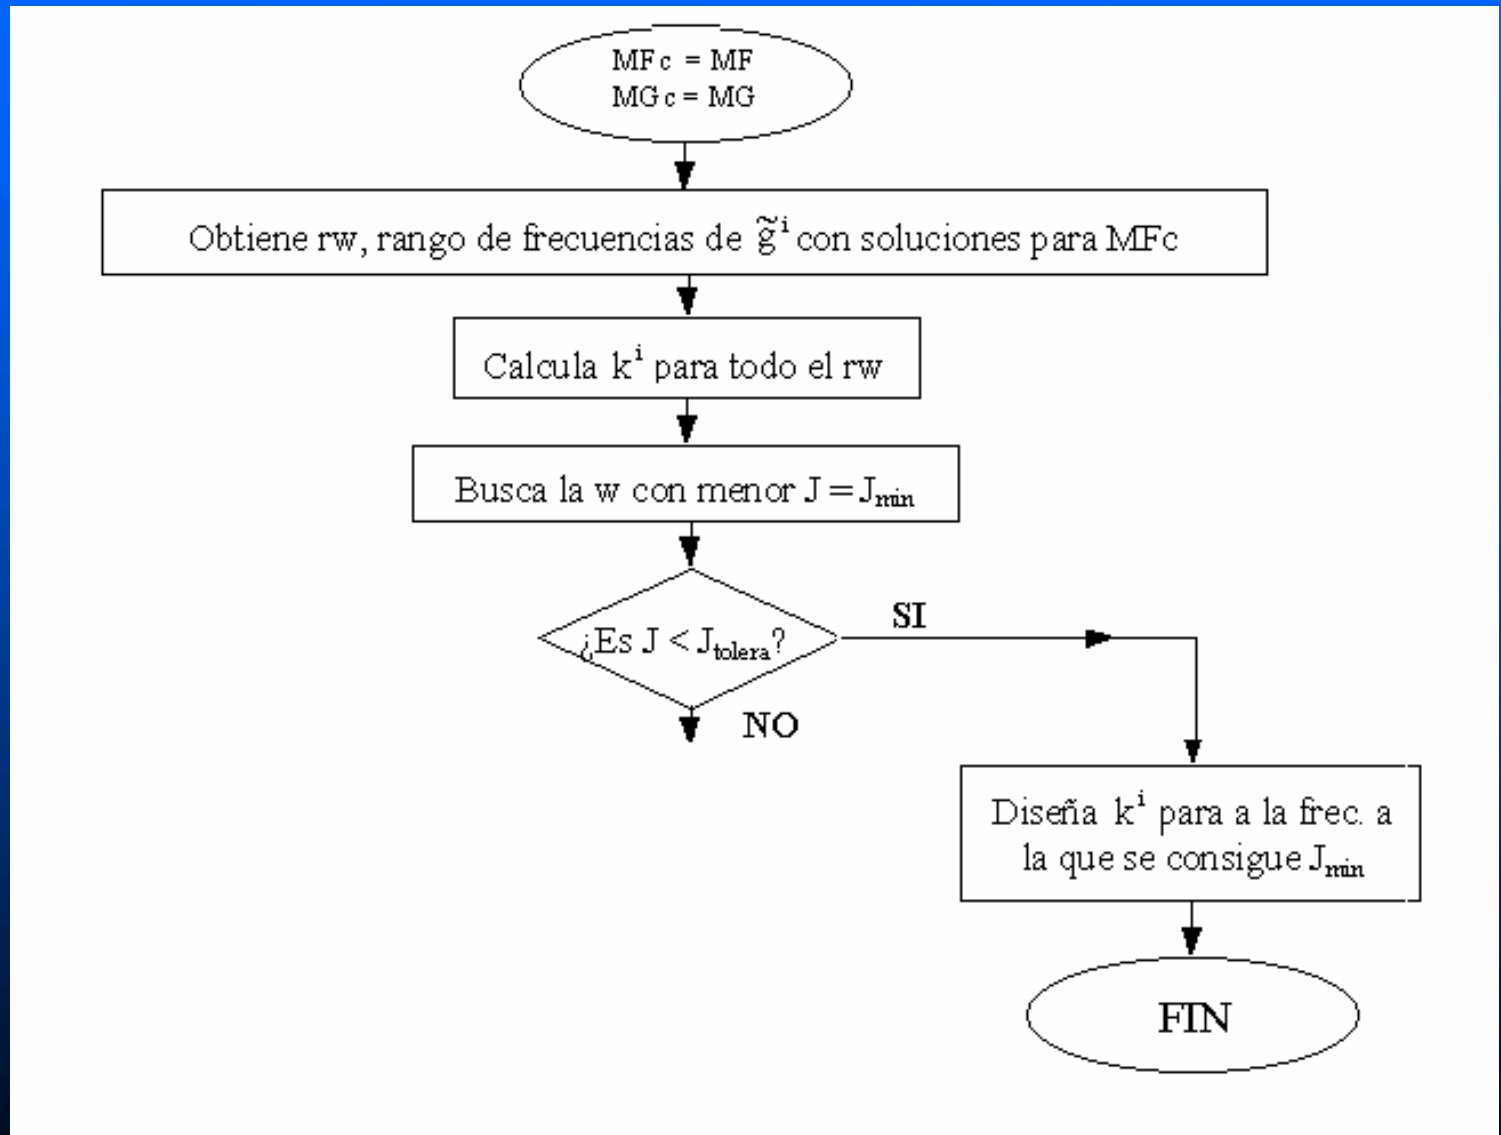 MFc = MF
MGc = MG
Obtiene rw, rango de frecuencias de g̃ⁱ con soluciones para MFc
Calcula kⁱ para todo el rw
Busca la w con menor J = Jmin
¿Es J < Jtolera?
SI
NO
Diseña kⁱ para a la frec. a
la que se consigue Jmin
FIN